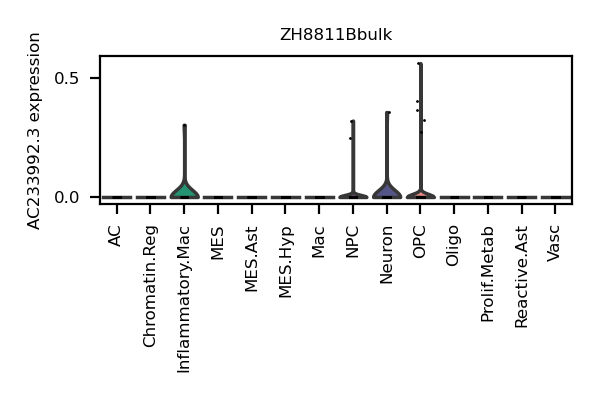 ZH8811Bbulk
AC233992.3 expression
0.5
0.0
AC
Chromatin.Reg
Inflammatory.Mac
MES
MES.Ast
MES.Hyp
Mac
NPC
Neuron
OPC
Oligo
Prolif.Metab
Reactive.Ast
Vasc